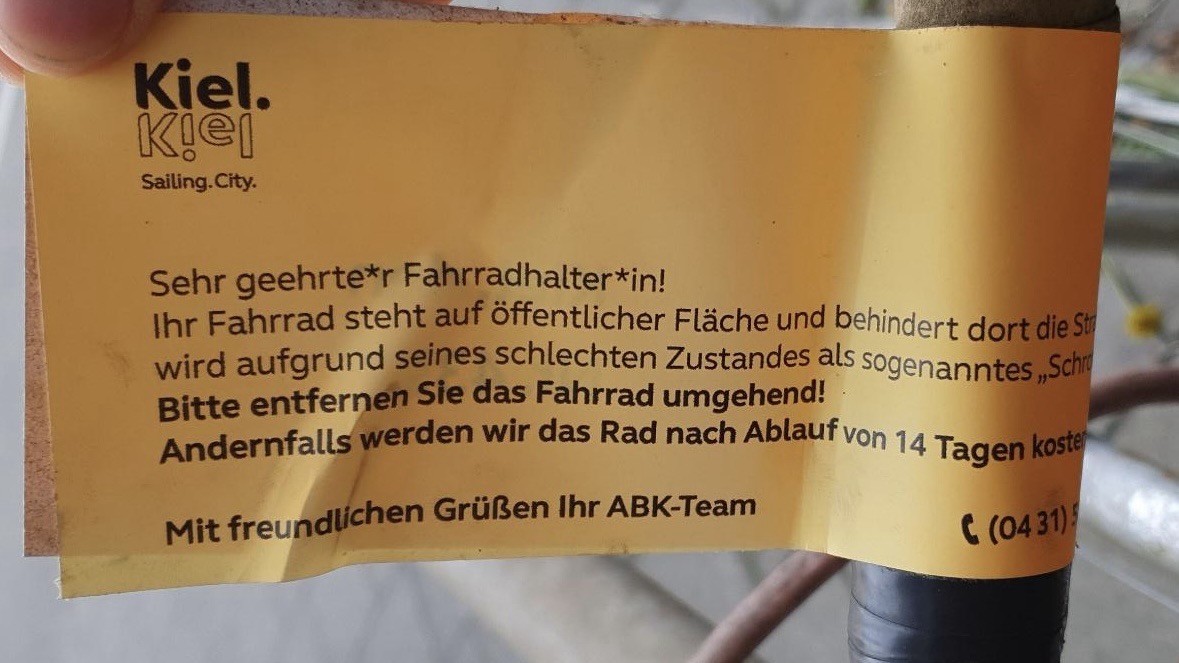 Kiel.
Kiel
Sailing.City.
Sehr geehrte*r Fahrradhalter*in!
Ihr Fahrrad steht auf öffentlicher Fläche und behindert dort die
wird aufgrund seines schlechten Zustandes als sogenanntes
Bitte entfernen Sie das Fahrrad umgehend!
Andernfalls werden wir das Rad nach Ablauf von 14 Tagen
Mit freundlichen Grüßen Ihr ABK-Team
(04 31)